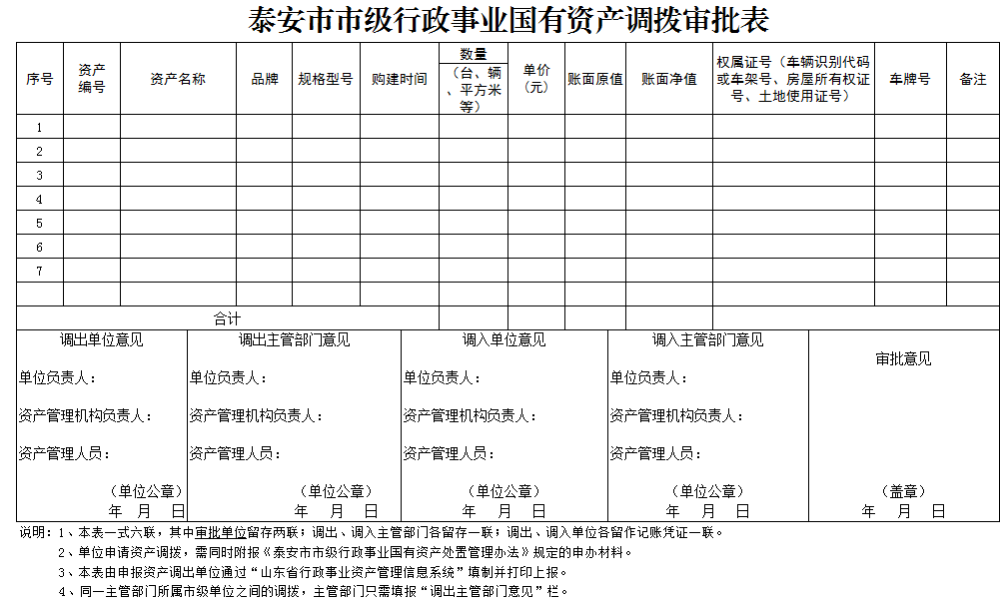 泰安市市级行政事业国有资产调拨审批表
序号 资产编号 资产名称 品牌 规格型号 购建时间 数量（台、辆、平方米等） 单价(元) 账面原值 账面净值 权属证号（车辆识别代码或车架号、房屋所有权证号、土地使用证号） 车牌号 备注
1
2
3
4
5
6
7
合计
调出单位意见 调出主管部门意见 调入单位意见 调入主管部门意见 审批意见
单位负责人： 单位负责人： 单位负责人： 单位负责人：
资产管理机构负责人： 资产管理机构负责人： 资产管理机构负责人： 资产管理机构负责人：
资产管理人员： 资产管理人员： 资产管理人员： 资产管理人员：
（单位公章） （单位公章） （单位公章） （单位公章） （盖章）
年 月 日 年 月 日 年 月 日 年 月 日 年 月 日
说明：1、本表一式六联，其中审批单位留存两联；调出、调入主管部门各留存一联；调出、调入单位各留作记账凭证一联。
2、单位申请资产调拨，需同时附报《泰安市市级行政事业国有资产处置管理办法》规定的申办材料。
3、本表由申报资产调出单位通过“山东省行政事业资产管理信息系统”填制并打印上报。
4、同一主管部门所属市级单位之间的调拨，主管部门只需填报“调出主管部门意见”栏。